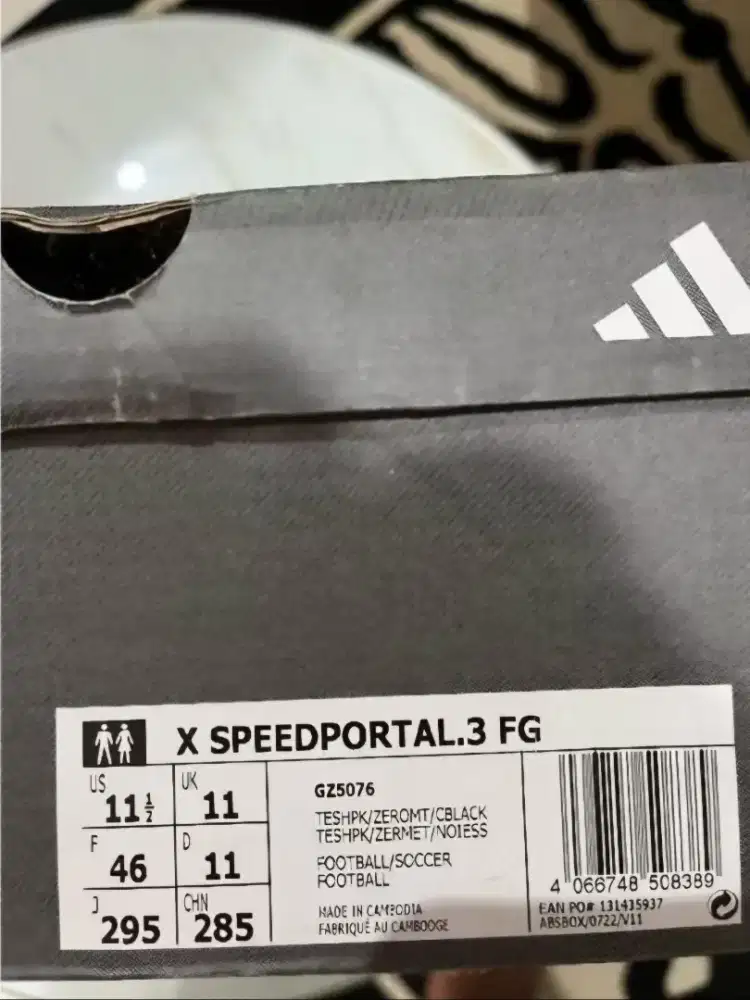 X SPEEDPORTAL.3 FG
US 11½
UK 11
F 46
D 11
J 295
CHN 285
GZ5076
TESHPK/ZEROMT/CBLACK
TESHPK/ZERMET/NOIESS
FOOTBALL/SOCCER
FOOTBALL
MADE IN CAMBODIA
FABRIQUÉ AU CAMBODGE
4 066748 508389
EAN PO# 131435937
ABSBOX/0722/V11